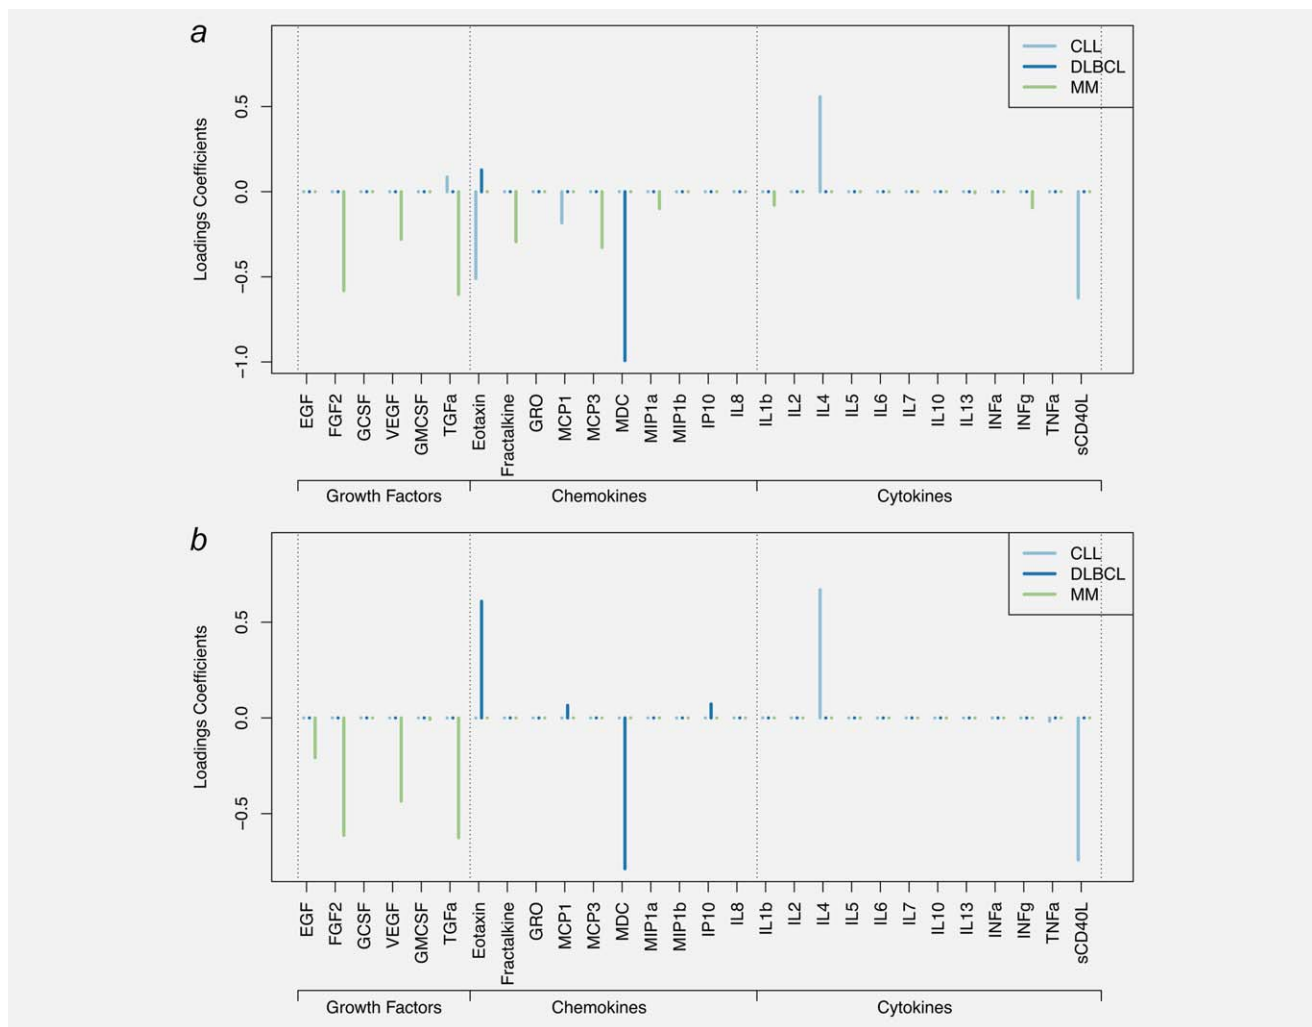 a
CLL
DLBCL
MM
Loadings Coefficients
0.5
0.0
−0.5
−1.0
EGF
FGF2
GCSF
VEGF
GMCSF
TGFa
Eotaxin
Fractalkine
GRO
MCP1
MCP3
MDC
MIP1a
MIP1b
IP10
IL8
IL1b
IL2
IL4
IL5
IL6
IL7
IL10
IL13
INFa
INFg
TNFa
sCD40L
Growth Factors
Chemokines
Cytokines
b
CLL
DLBCL
MM
Loadings Coefficients
0.5
0.0
−0.5
EGF
FGF2
GCSF
VEGF
GMCSF
TGFa
Eotaxin
Fractalkine
GRO
MCP1
MCP3
MDC
MIP1a
MIP1b
IP10
IL8
IL1b
IL2
IL4
IL5
IL6
IL7
IL10
IL13
INFa
INFg
TNFa
sCD40L
Growth Factors
Chemokines
Cytokines